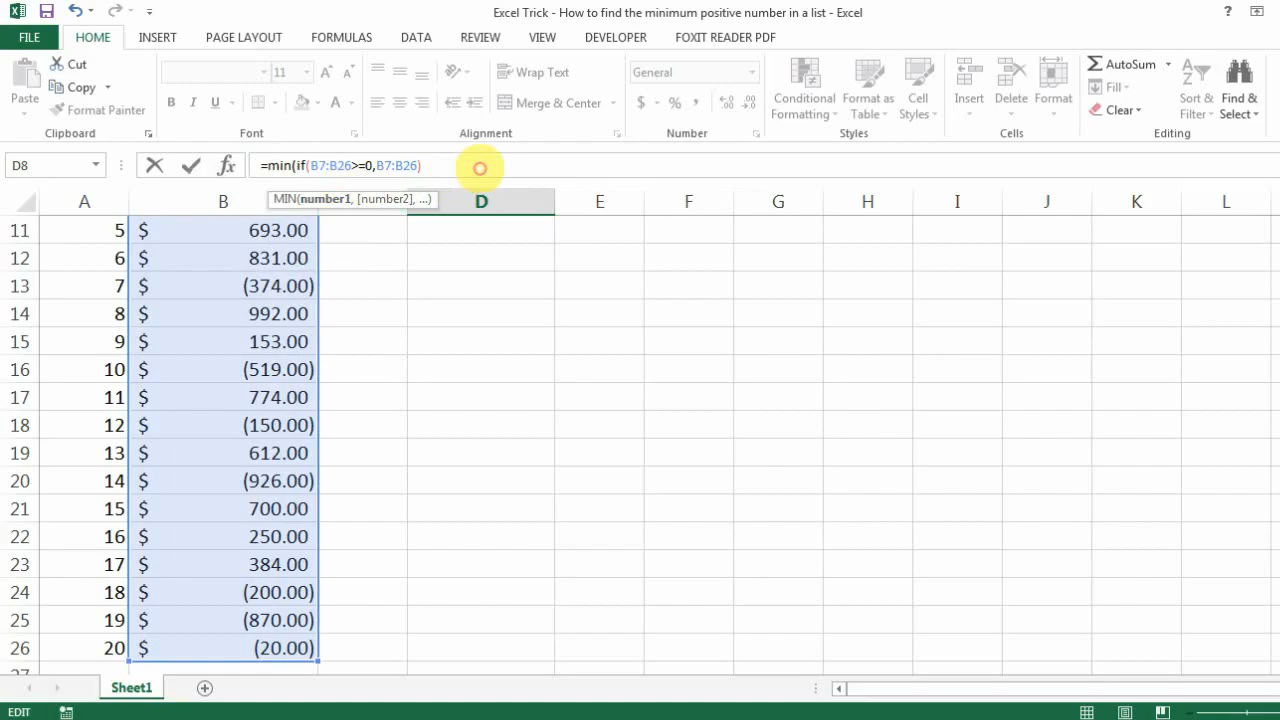 Excel Trick - How to find the minimum positive number in a list - Excel
?
FILE HOME INSERT PAGE LAYOUT FORMULAS DATA REVIEW VIEW DEVELOPER FOXIT READER PDF
Paste
Cut
Copy
Format Painter
Clipboard
11
A A
B I U A
Font
Wrap Text
Merge & Center
Alignment
General
$ % ,
Number
Conditional Formatting
Format as Table
Cell Styles
Styles
Insert
Delete
Format
Cells
AutoSum
Fill
Clear
Sort & Filter
Find & Select
Editing
D8 fx =min(if(B7:B26>=0,B7:B26)
MIN(number1, [number2], ...)
A B D E F G H I J K L
11 5 $ 693.00
12 6 $ 831.00
13 7 $ (374.00)
14 8 $ 992.00
15 9 $ 153.00
16 10 $ (519.00)
17 11 $ 774.00
18 12 $ (150.00)
19 13 $ 612.00
20 14 $ (926.00)
21 15 $ 700.00
22 16 $ 250.00
23 17 $ 384.00
24 18 $ (200.00)
25 19 $ (870.00)
26 20 $ (20.00)
Sheet1
EDIT